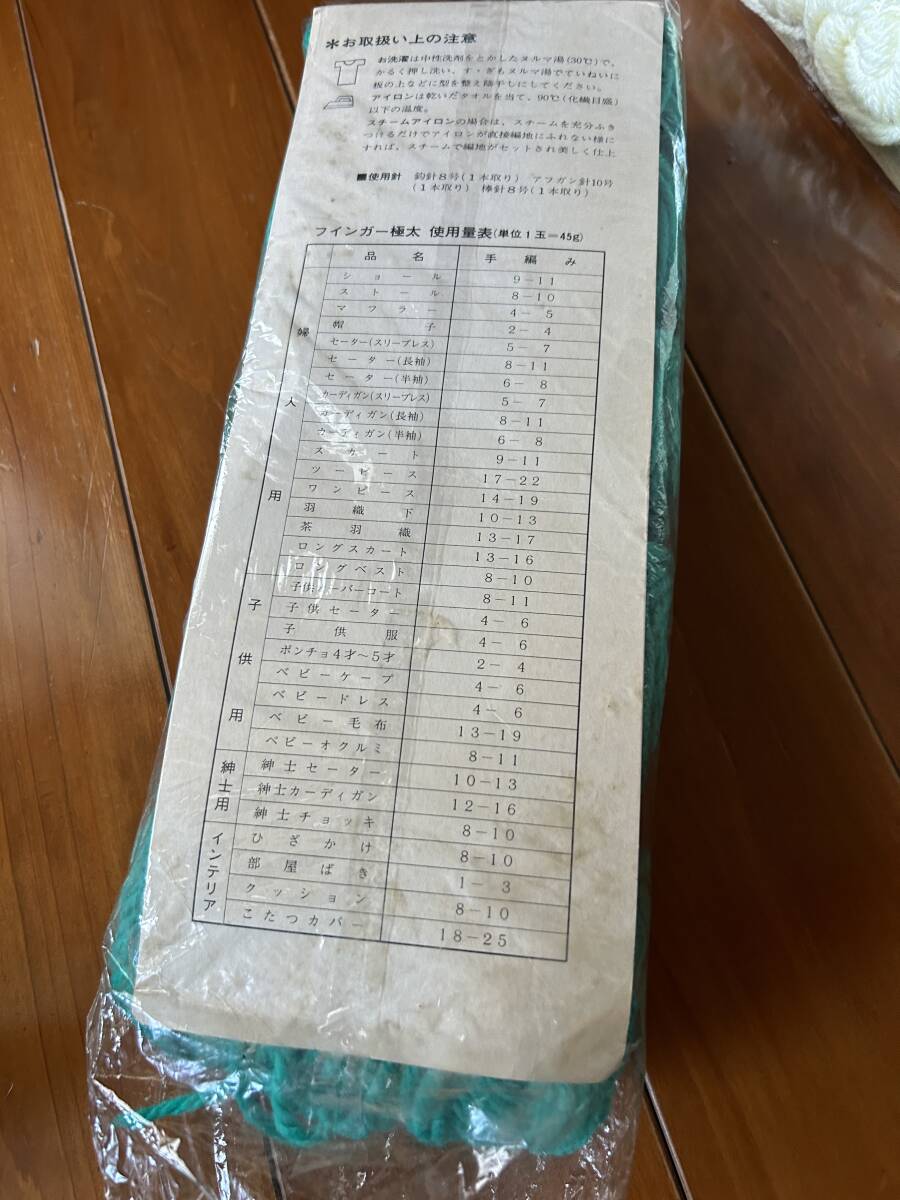 ＊お取扱い上の注意
お洗濯は中性洗剤をとかしたヌルマ湯(30℃)で、
かるく押し洗い、す・ぎもヌルマ湯でていねいに
板の上などに型を整え陰干しにしてください。
アイロンは乾いたタオルを当て、90℃(化繊目盛)
以下の温度。
スチームアイロンの場合は、スチームを充分ふき
つけるだけでアイロンが直接編地にふれない様に
すれば、スチームで編地がセットされ美しく仕上
■使用針 鈎針8号(1本取り) アフガン針10号
(1本取り) 棒針8号(1本取り)
フインガー極太 使用量表(単位1玉=45g)
品名 手編み
婦人用
ショール 9−11
ストール 8−10
マフラー 4−5
帽子 2−4
セーター(スリーブレス) 5−7
セーター(長袖) 8−11
セーター(半袖) 6−8
カーディガン(スリーブレス) 5−7
カーディガン(長袖) 8−11
カーディガン(半袖) 6−8
スカート 9−11
ツーピース 17−22
ワンピース 14−19
羽織下 10−13
茶羽織 13−17
ロングスカート 13−16
ロングベスト 8−10
子供用
子供ハーバーコート 8−11
子供セーター 4−6
子供服 4−6
ポンチョ4才〜5才 2−4
ベビーケープ 4−6
ベビードレス 4−6
ベビー毛布 13−19
ベビーオクルミ 8−11
紳士用
紳士セーター 10−13
紳士カーディガン 12−16
紳士チョッキ 8−10
インテリア
ひざかけ 8−10
部屋ばき 1−3
クッション 8−10
こたつカバー 18−25